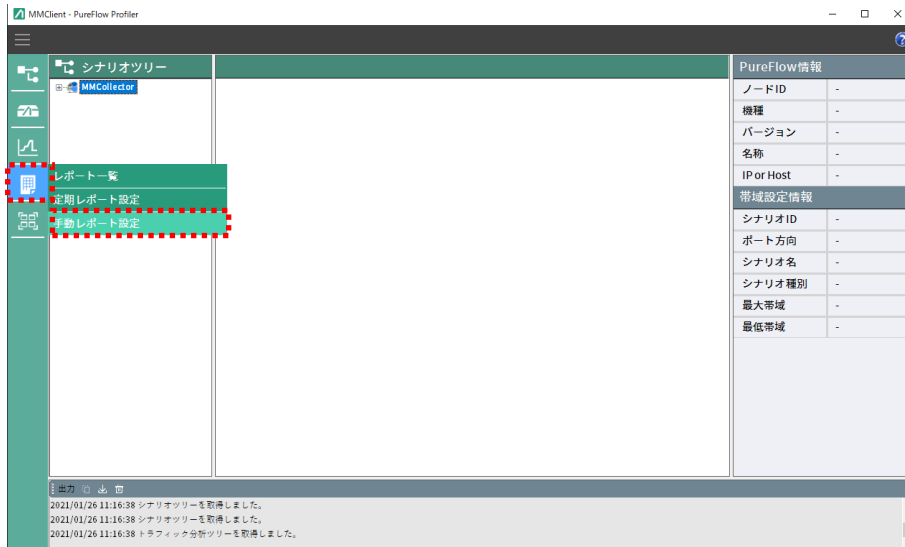 MMClient - PureFlow Profiler
シナリオツリー
MMCollector
レポート一覧
定期レポート設定
手動レポート設定
PureFlow情報
ノードID -
機種 -
バージョン -
名称 -
IP or Host -
帯域設定情報
シナリオID -
ポート方向 -
シナリオ名 -
シナリオ種別 -
最大帯域 -
最低帯域 -
出力
2021/01/26 11:16:38 シナリオツリーを取得しました。
2021/01/26 11:16:38 シナリオツリーを取得しました。
2021/01/26 11:16:38 トラフィック分析ツリーを取得しました。